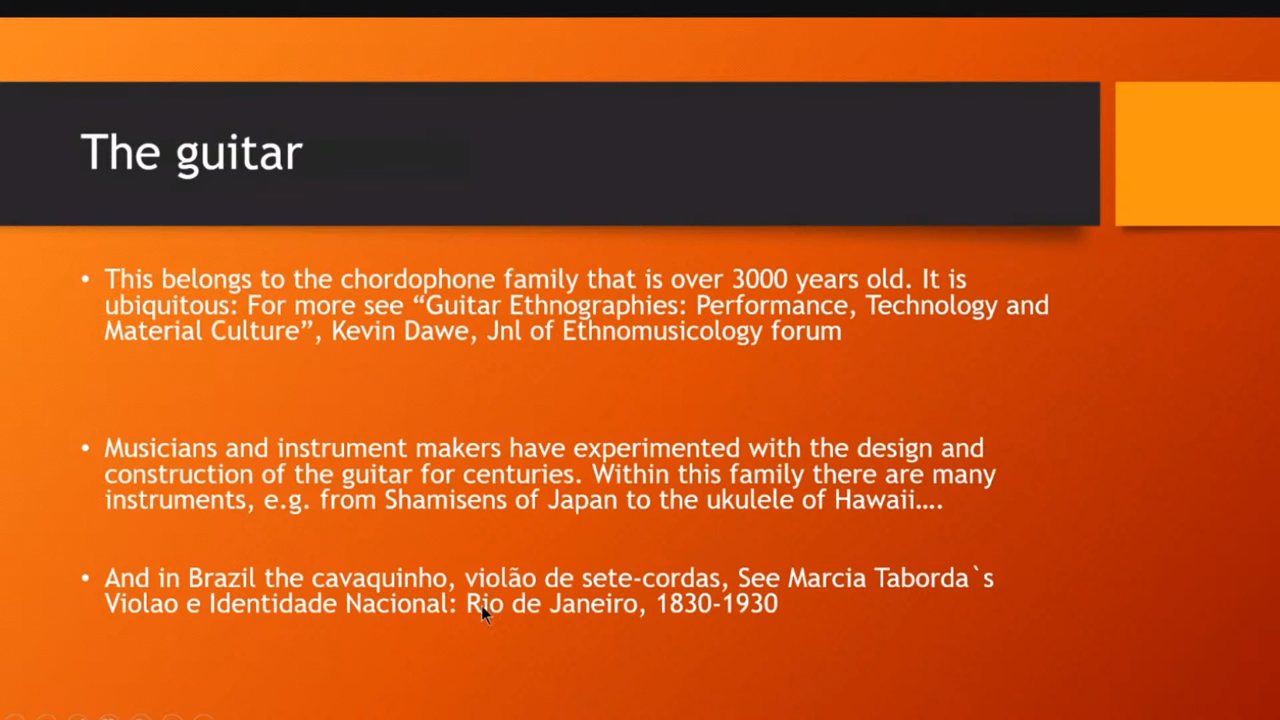 The guitar
• This belongs to the chordophone family that is over 3000 years old. It is
ubiquitous: For more see “Guitar Ethnographies: Performance, Technology and
Material Culture”, Kevin Dawe, Jnl of Ethnomusicology forum
• Musicians and instrument makers have experimented with the design and
construction of the guitar for centuries. Within this family there are many
instruments, e.g. from Shamisens of Japan to the ukulele of Hawaii….
• And in Brazil the cavaquinho, violão de sete-cordas, See Marcia Taborda`s
Violao e Identidade Nacional: Rio de Janeiro, 1830-1930